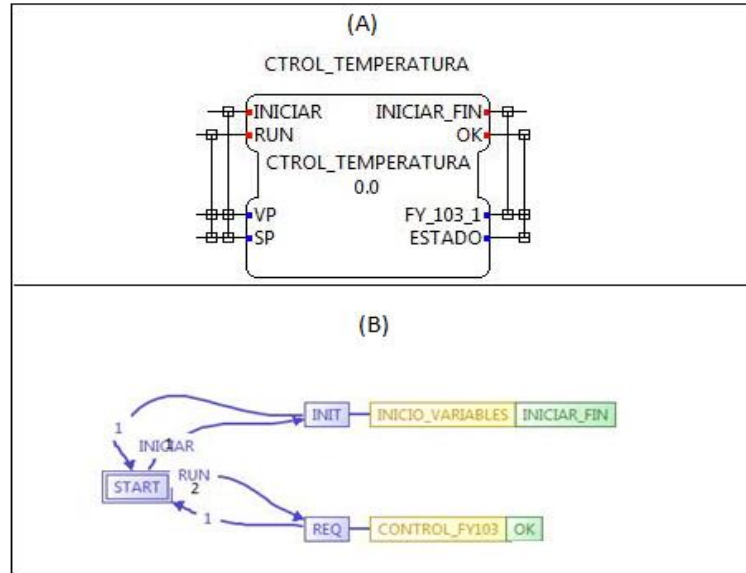 (A)
CTROL_TEMPERATURA
INICIAR INICIAR_FIN
RUN OK
CTROL_TEMPERATURA
0.0
VP FY_103_1
SP ESTADO
(B)
INIT INICIO_VARIABLES INICIAR_FIN
1
INICIAR 1
START
RUN
2
1
REQ CONTROL_FY103 OK